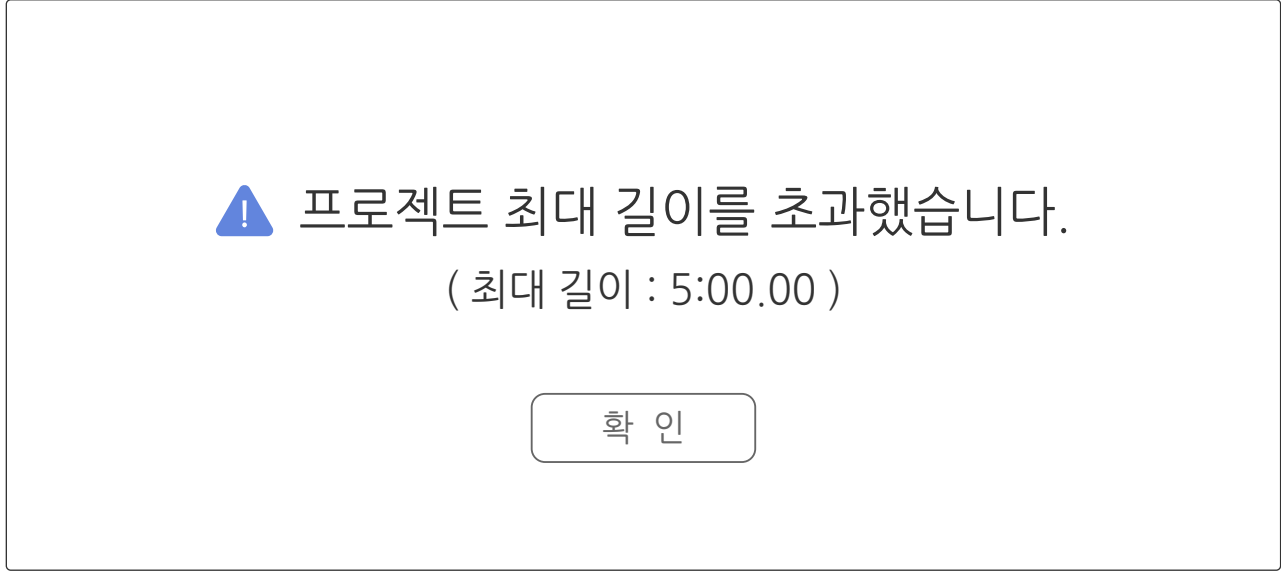 프로젝트 최대 길이를 초과했습니다.
( 최대 길이 : 5:00.00 )
확 인